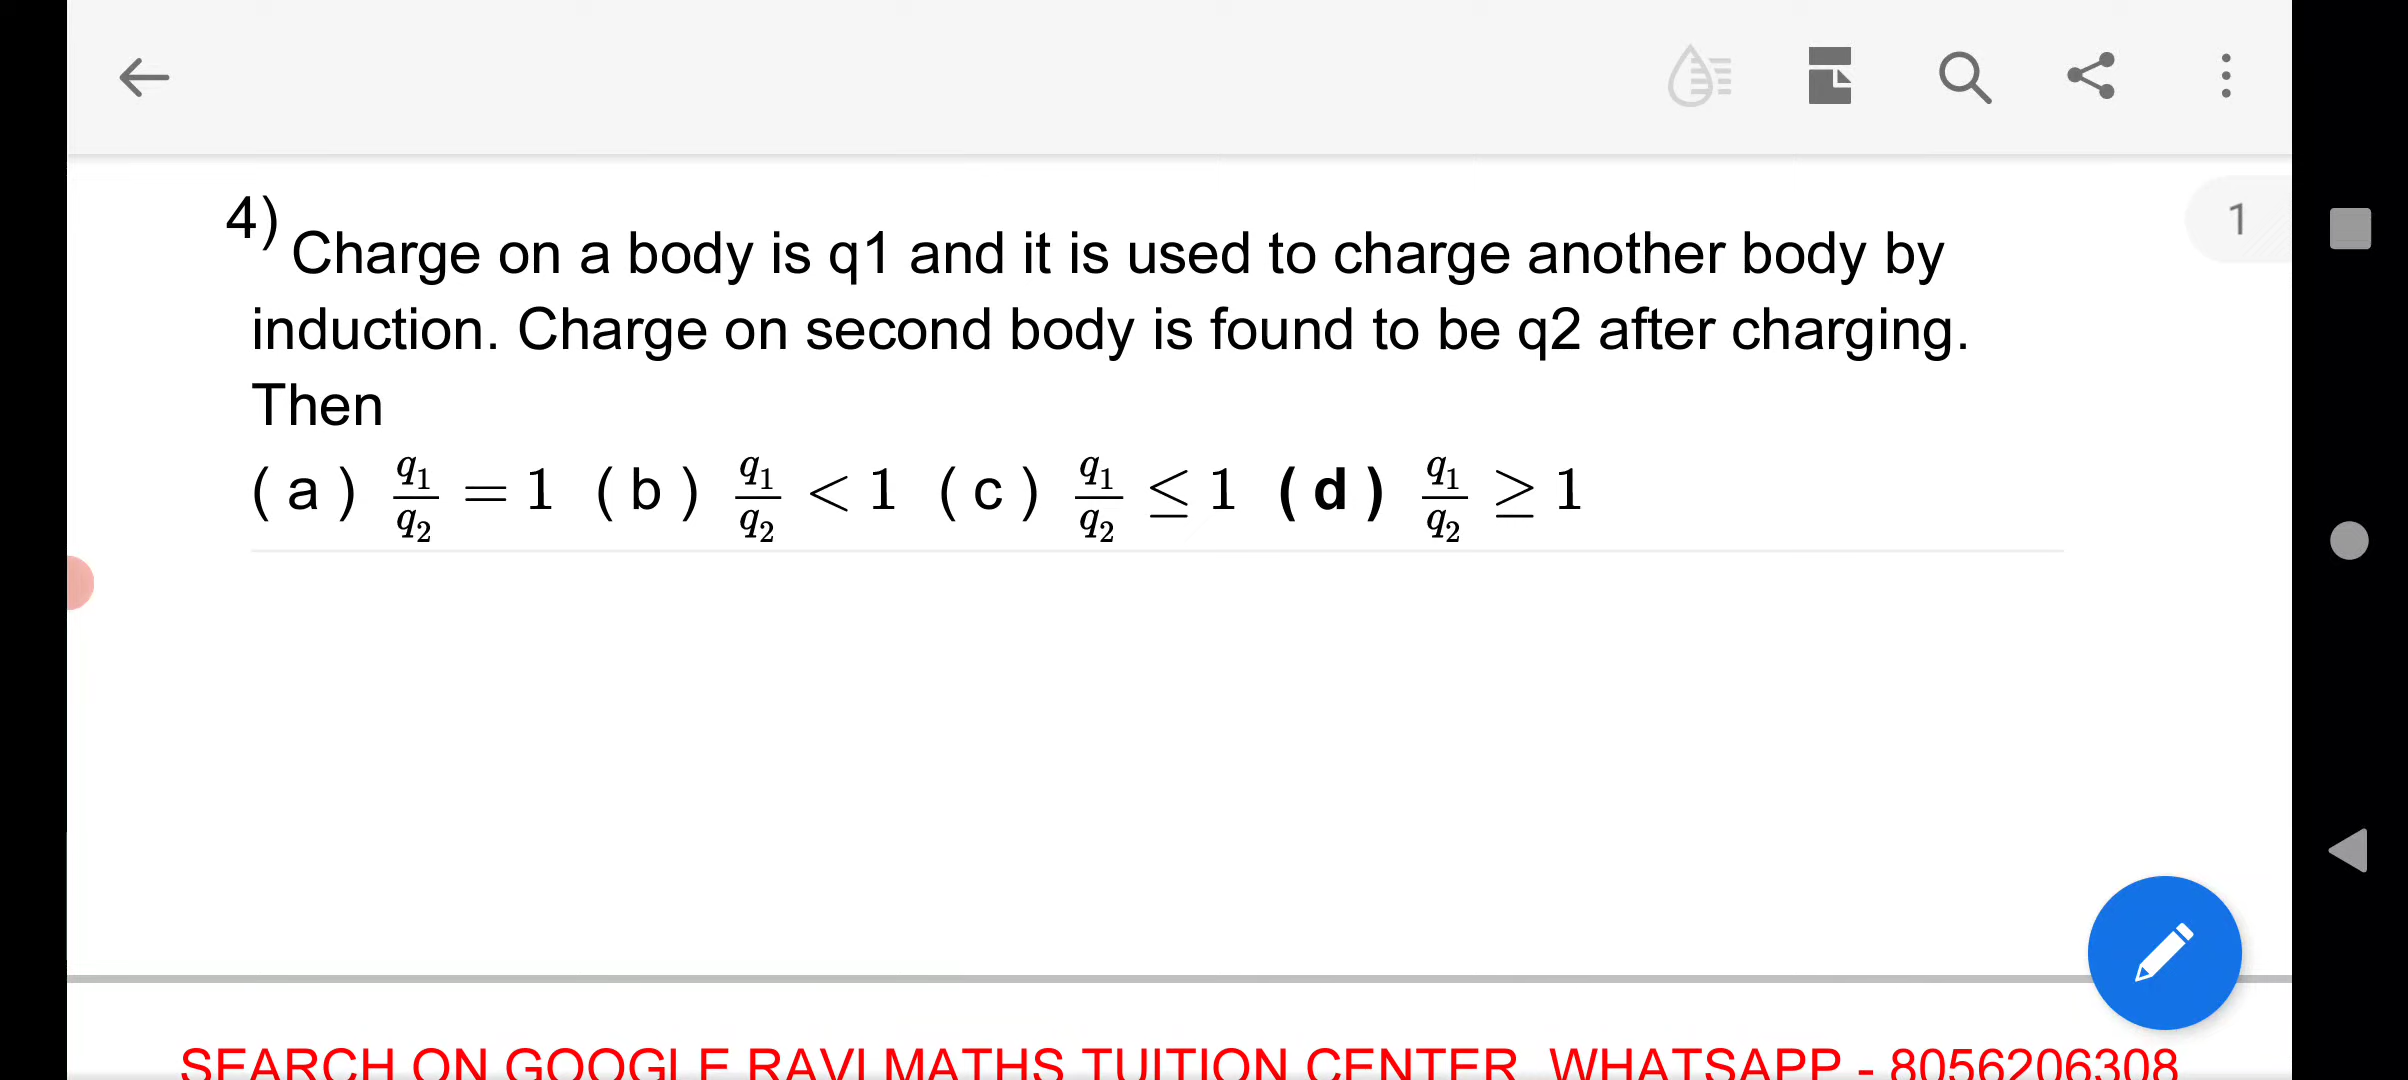 1
4) Charge on a body is q1 and it is used to charge another body by
induction. Charge on second body is found to be q2 after charging.
Then
(a) q₁/q₂ = 1 (b) q₁/q₂ < 1 (c) q₁/q₂ ≤ 1 (d) q₁/q₂ ≥ 1
SEARCH ON GOOGLE RAVI MATHS TUITION CENTER WHATSAPP - 8056206308